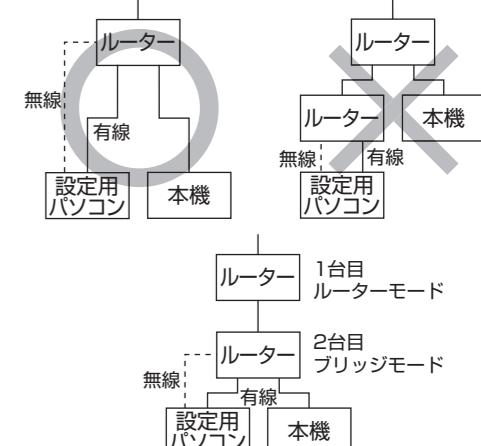 ルーター
無線
有線
設定用
パソコン
本機
ルーター
ルーター
本機
無線
有線
設定用
パソコン
ルーター
1台目
ルーターモード
ルーター
2台目
ブリッジモード
無線
有線
設定用
パソコン
本機